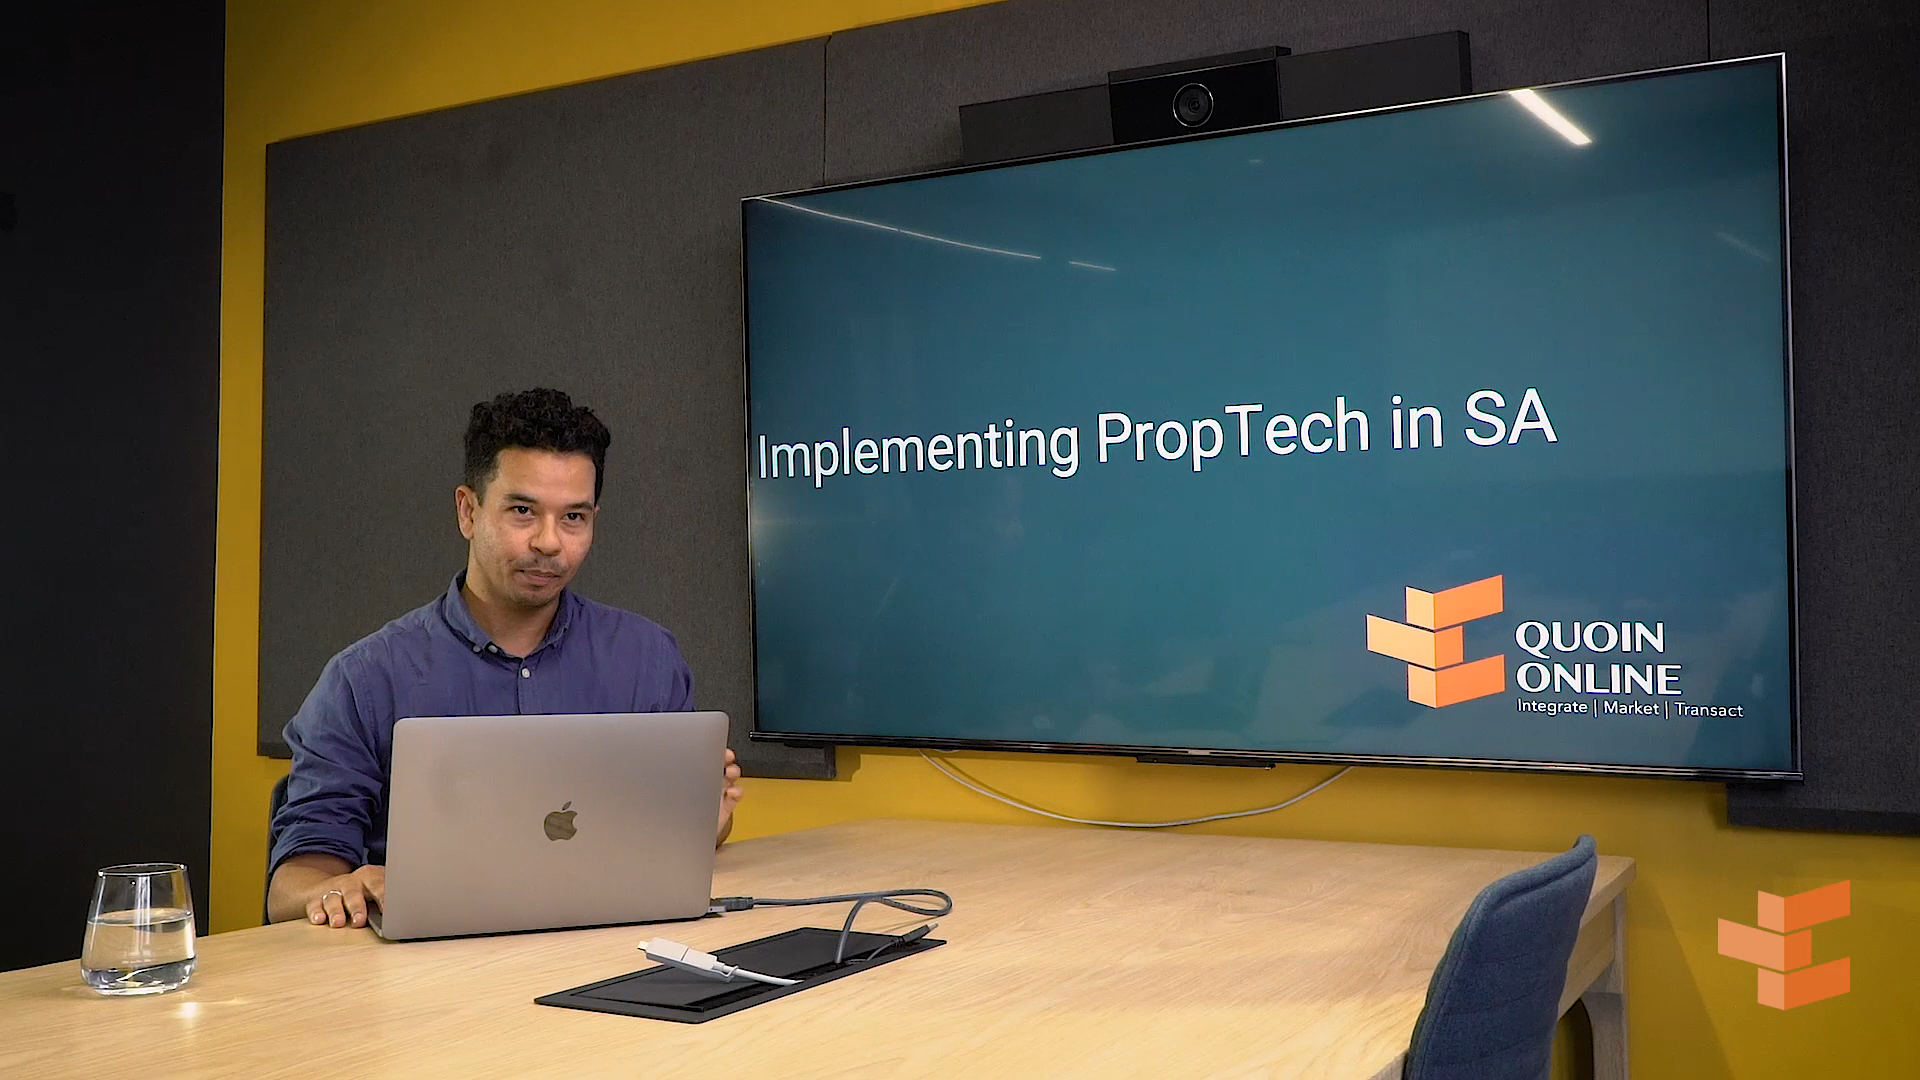 Implementing PropTech in SA
QUOIN
ONLINE
Integrate | Market | Transact